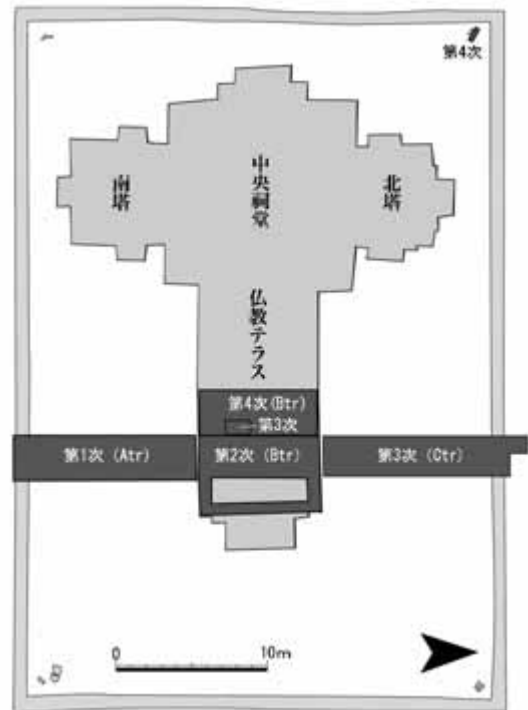 第4次
南塔
中央祠堂
北塔
仏教テラス
第4次(Btr)
第3次
第1次 (Atr)
第2次 (Btr)
第3次 (Ctr)
0
10m